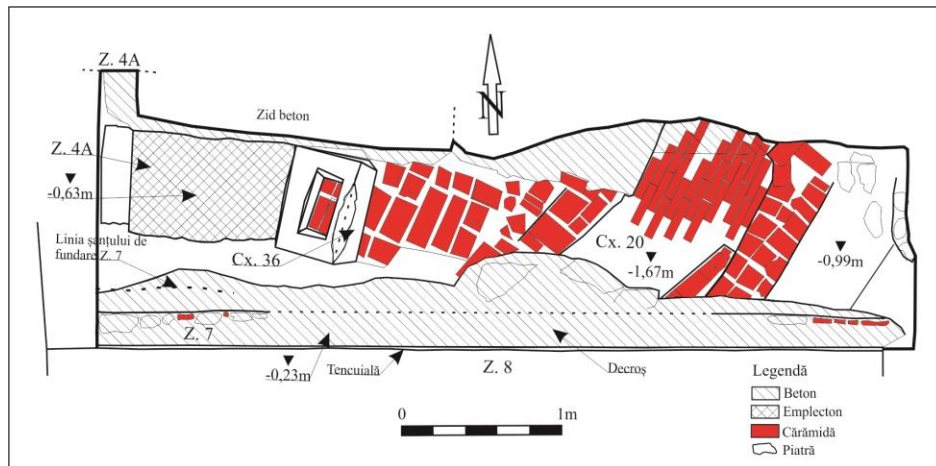 Z. 4A
N
Zid beton
Z. 4A
-0,63m
Linia șanțului de
fundare Z. 7
Cx. 36
Cx. 20
-1,67m
-0,99m
Z. 7
-0,23m
Tencuială
Z. 8
Decroș
Legendă
Beton
Emplecton
Cărămidă
Piatră
0
1m